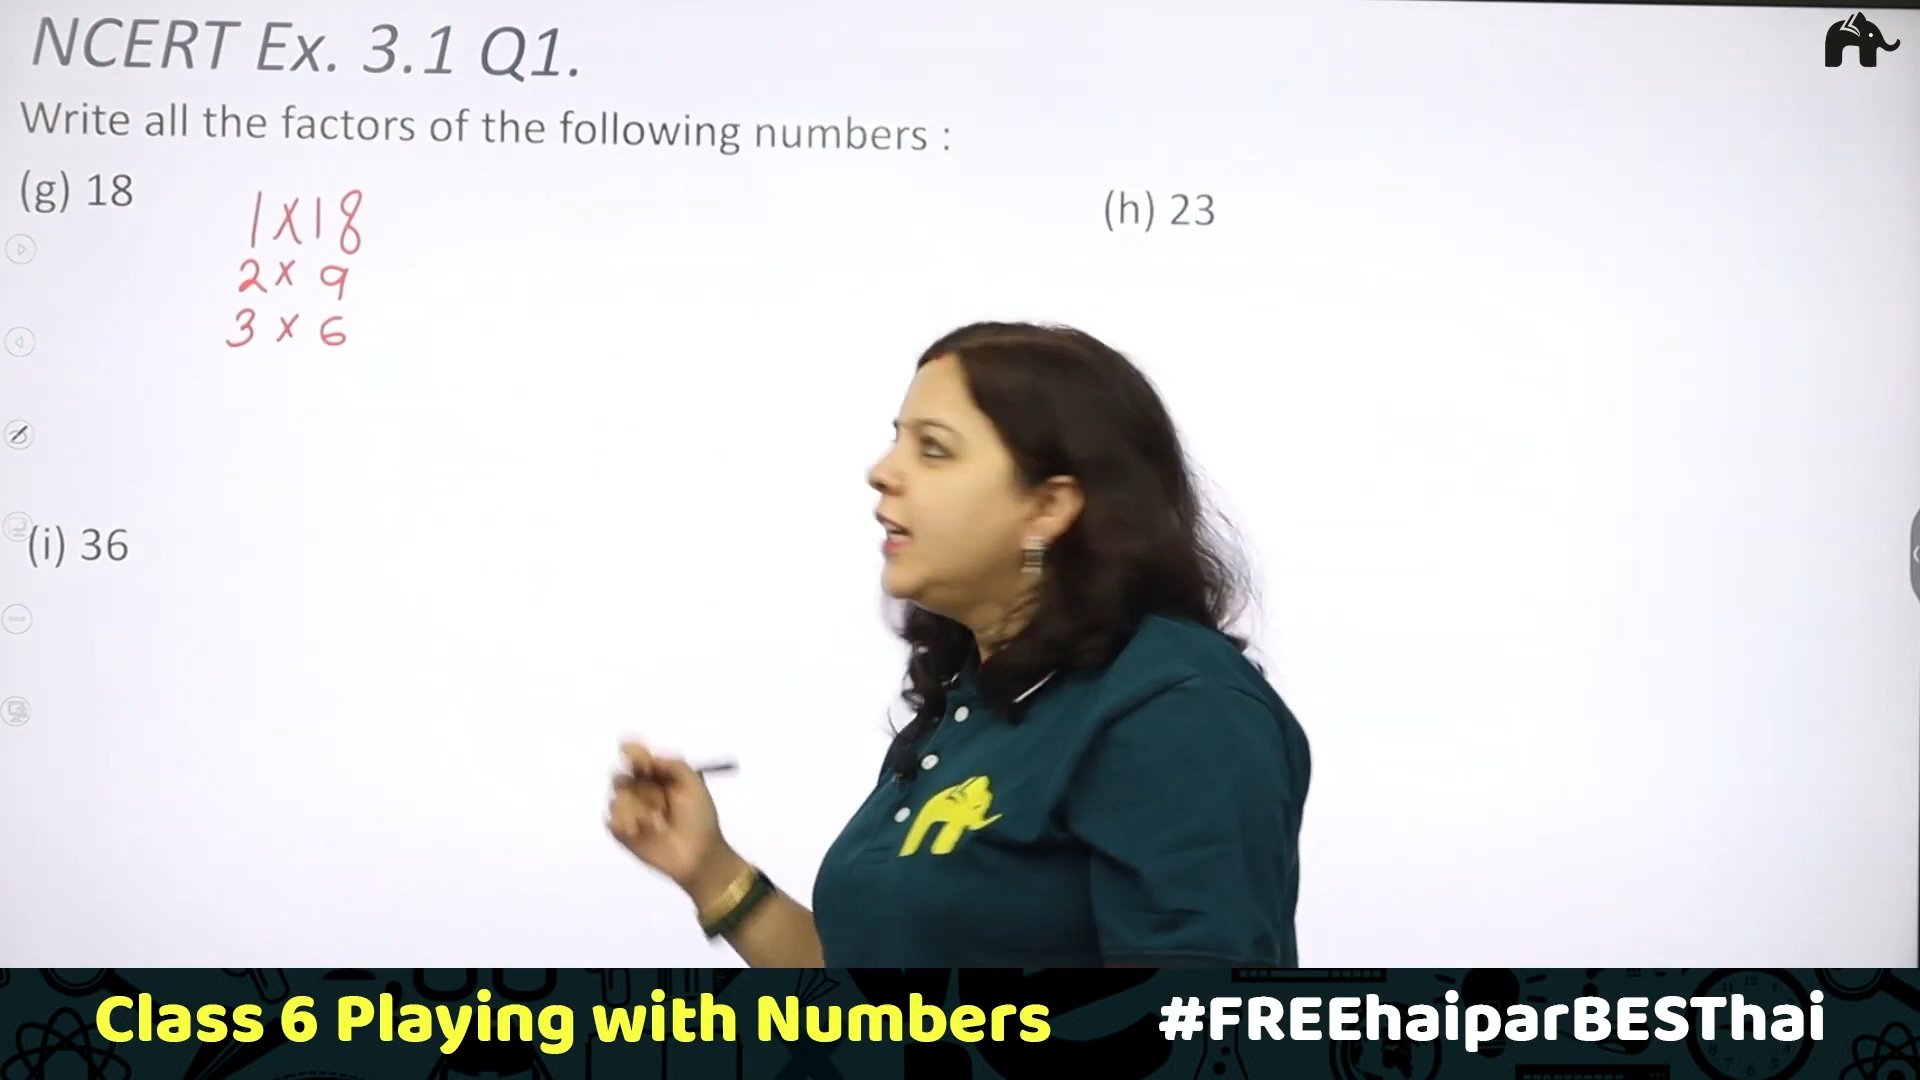 NCERT Ex. 3.1 Q1.
Write all the factors of the following numbers :
(g) 18
1 x 18
2 x 9
3 x 6
(h) 23
(i) 36
Class 6 Playing with Numbers
#FREEhaiparBESThai